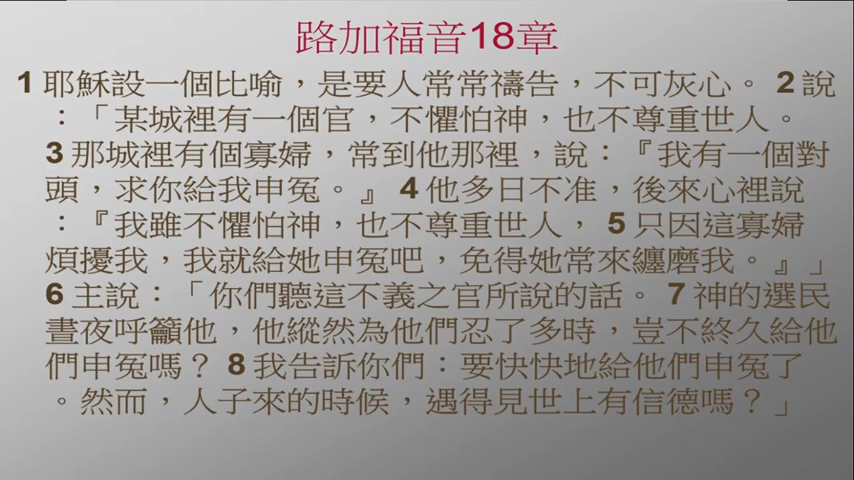 路加福音18章
1 耶穌設一個比喻，是要人常常禱告，不可灰心。 2 說
：「某城裡有一個官，不懼怕神，也不尊重世人。
3 那城裡有個寡婦，常到他那裡，說：『我有一個對
頭，求你給我申冤。』 4 他多日不准，後來心裡說
：『我雖不懼怕神，也不尊重世人， 5 只因這寡婦
煩擾我，我就給她申冤吧，免得她常來纏磨我。』」
6 主說：「你們聽這不義之官所說的話。 7 神的選民
晝夜呼籲他，他縱然為他們忍了多時，豈不終久給他
們申冤嗎？ 8 我告訴你們：要快快地給他們申冤了
。然而，人子來的時候，遇得見世上有信德嗎？」